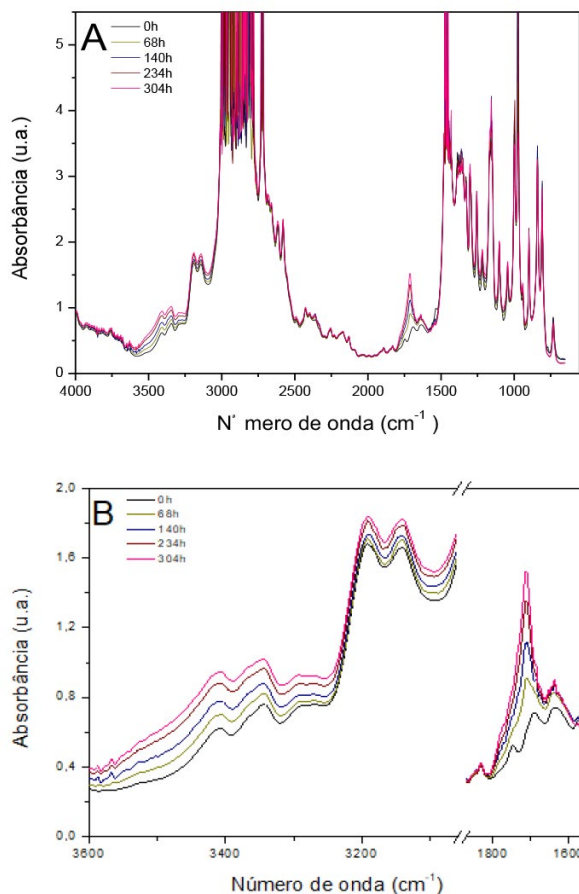 A
0h
68h
140h
234h
304h
Absorbância (u.a.)
5
4
3
2
1
0
4000 3500 3000 2500 2000 1500 1000
N﻿° mero de onda (cm⁻¹ )
B
0h
68h
140h
234h
304h
Absorbância (u.a.)
2,0
1,6
1,2
0,8
0,4
0,0
3600 3400 3200 1800 1600
Número de onda (cm⁻¹)